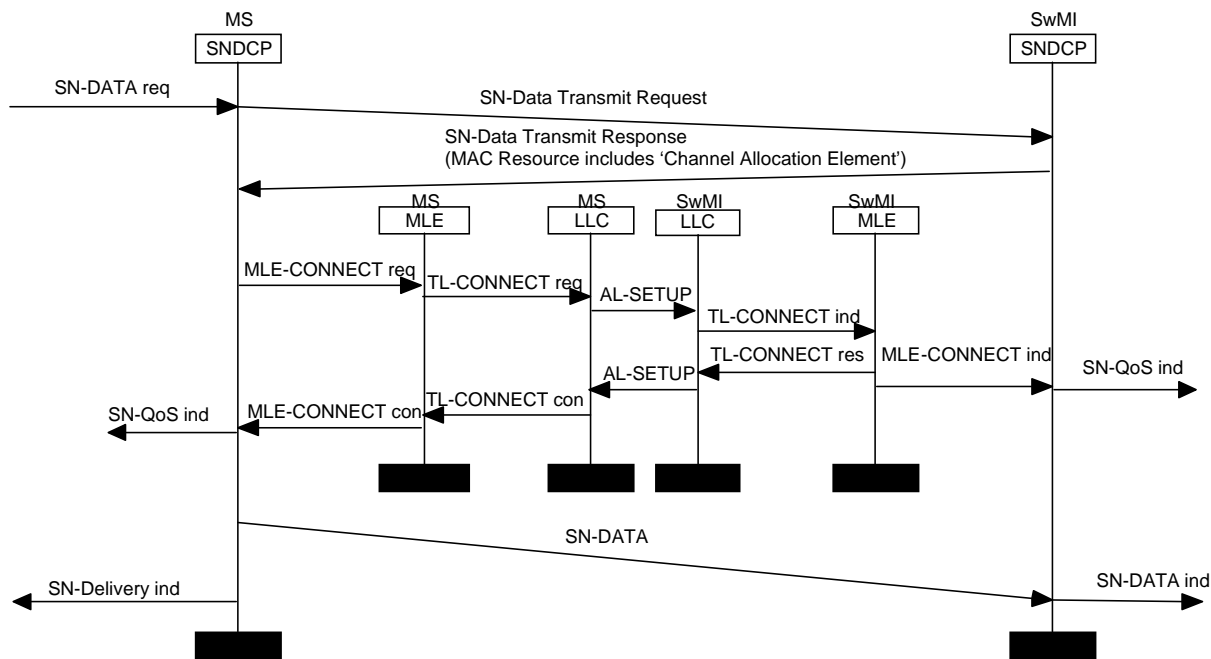 MS
SwMI
SNDCP
SNDCP
SN-DATA req
SN-Data Transmit Request
SN-Data Transmit Response
(MAC Resource includes ‘Channel Allocation Element’)
MS
MS
SwMI
SwMI
MLE
LLC
LLC
MLE
MLE-CONNECT req
TL-CONNECT req
AL-SETUP
TL-CONNECT ind
TL-CONNECT res
MLE-CONNECT ind
SN-QoS ind
AL-SETUP
TL-CONNECT con
MLE-CONNECT con
SN-QoS ind
SN-DATA
SN-Delivery ind
SN-DATA ind